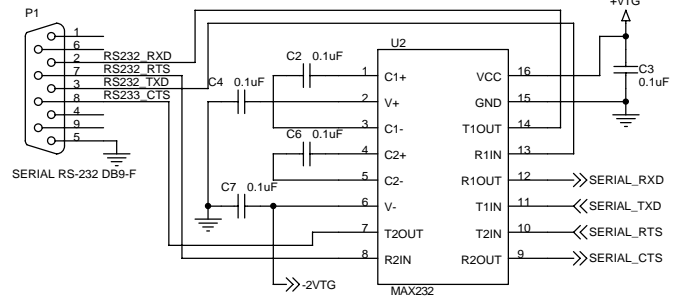 P1
1
6
2 RS232_RXD
7 RS232_RTS
3 RS232_TXD
8 RS233_CTS
4
9
5
SERIAL RS-232 DB9-F
C2 0.1uF
C4 0.1uF
C6 0.1uF
C7 0.1uF
U2
1 C1+
2 V+
3 C1-
4 C2+
5 C2-
6 V-
7 T2OUT
8 R2IN
VCC 16
GND 15
T1OUT 14
R1IN 13
R1OUT 12 SERIAL_RXD
T1IN 11 SERIAL_TXD
T2IN 10 SERIAL_RTS
R2OUT 9 SERIAL_CTS
MAX232
-2VTG
+VTG
C3
0.1uF